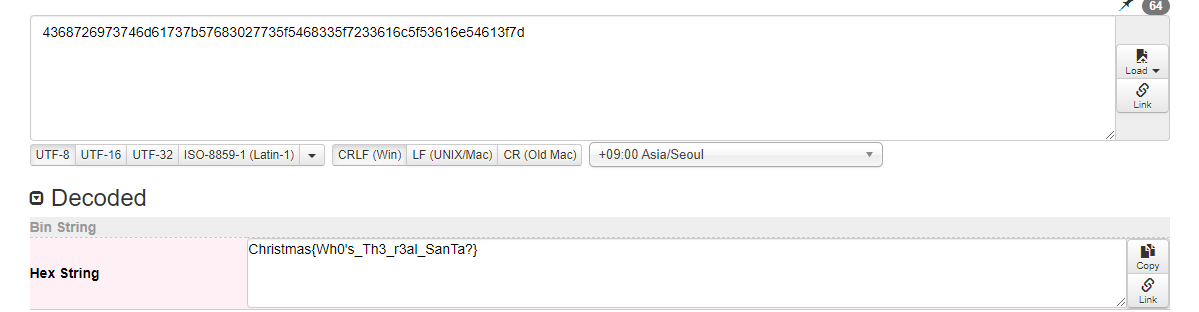 64
4368726973746d61737b57683027735f5468335f7233616c5f53616e54613f7d
Load
Link
UTF-8 UTF-16 UTF-32 ISO-8859-1 (Latin-1) CRLF (Win) LF (UNIX/Mac) CR (Old Mac) +09:00 Asia/Seoul
Decoded
Bin String
Christmas{Wh0's_Th3_r3al_SanTa?}
Hex String
Copy
Link